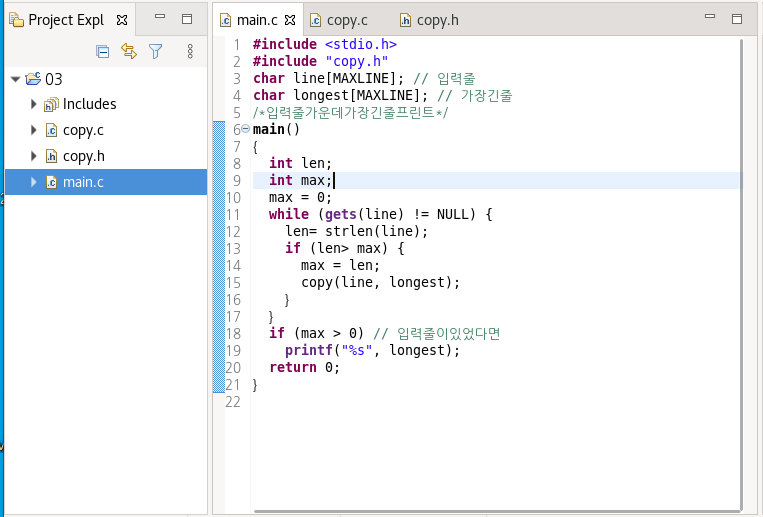 Project Expl
03
Includes
copy.c
copy.h
main.c
main.c copy.c copy.h
1 #include <stdio.h>
2 #include "copy.h"
3 char line[MAXLINE]; // 입력줄
4 char longest[MAXLINE]; // 가장긴줄
5 /*입력줄가운데가장긴줄프린트*/
6 main()
7 {
8 int len;
9 int max;
10 max = 0;
11 while (gets(line) != NULL) {
12 len= strlen(line);
13 if (len> max) {
14 max = len;
15 copy(line, longest);
16 }
17 }
18 if (max > 0) // 입력줄이있었다면
19 printf("%s", longest);
20 return 0;
21 }
22